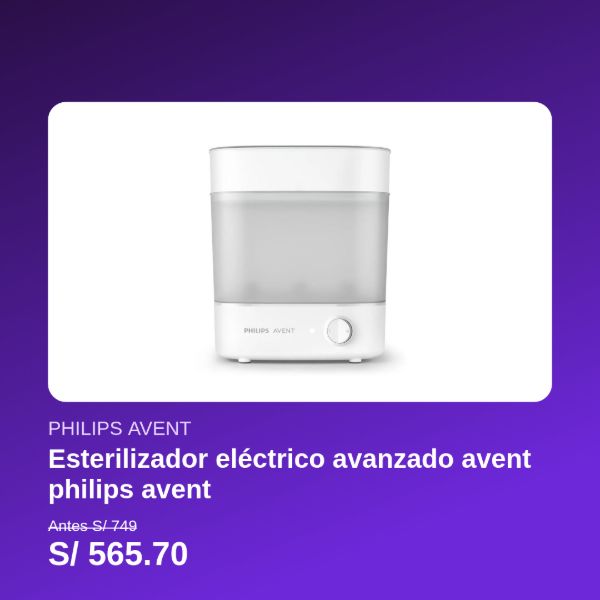 PHILIPS AVENT
PHILIPS AVENT
Esterilizador eléctrico avanzado avent
philips avent
Antes S/ 749
S/ 565.70